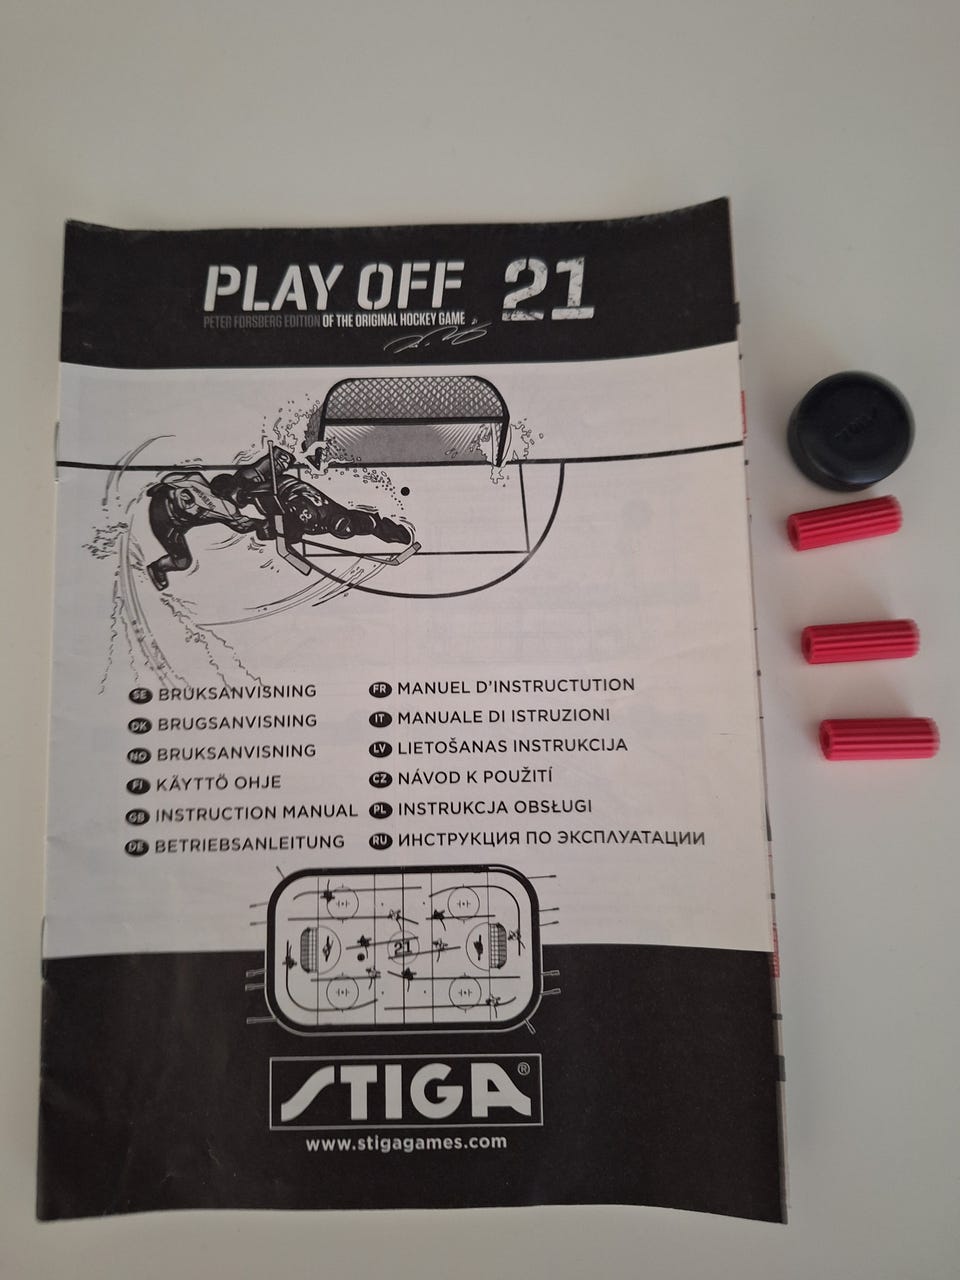 PLAY OFF 21
PETER FORSBERG EDITION OF THE ORIGINAL HOCKEY GAME
SE BRUKSANVISNING
DK BRUGSANVISNING
NO BRUKSANVISNING
FI KÄYTTÖ OHJE
GB INSTRUCTION MANUAL
DE BETRIEBSANLEITUNG
FR MANUEL D'INSTRUCTUTION
IT MANUALE DI ISTRUZIONI
LV LIETOŠANAS INSTRUKCIJA
CZ NÁVOD K POUŽITÍ
PL INSTRUKCJA OBSŁUGI
RU ИНСТРУКЦИЯ ПО ЭКСПЛУАТАЦИИ
21
STIGA®
www.stigagames.com